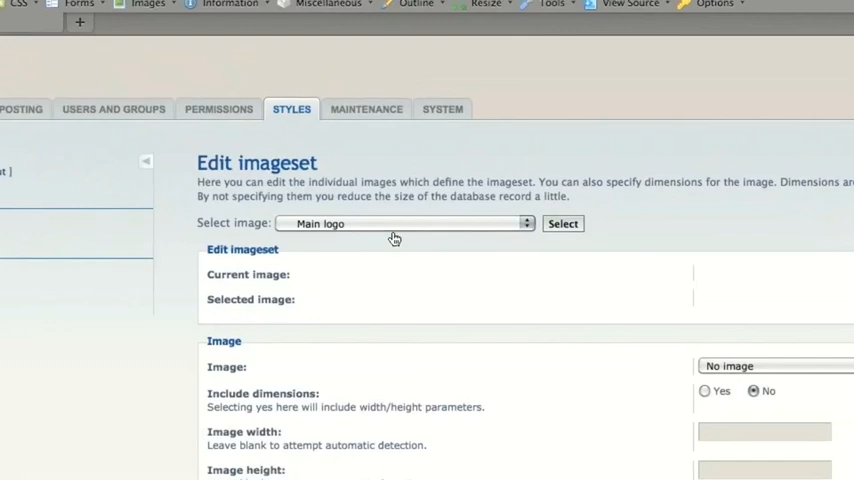 CSS Forms Images Information Miscellaneous Outline Resize Tools View Source Options
+
POSTING USERS AND GROUPS PERMISSIONS STYLES MAINTENANCE SYSTEM
Edit imageset
Here you can edit the individual images which define the imageset. You can also specify dimensions for the image. Dimensions are
By not specifying them you reduce the size of the database record a little.
Select image: Main logo Select
Edit imageset
Current image:
Selected image:
Image
Image: No image
Include dimensions: Yes No
Selecting yes here will include width/height parameters.
Image width:
Leave blank to attempt automatic detection.
Image height: